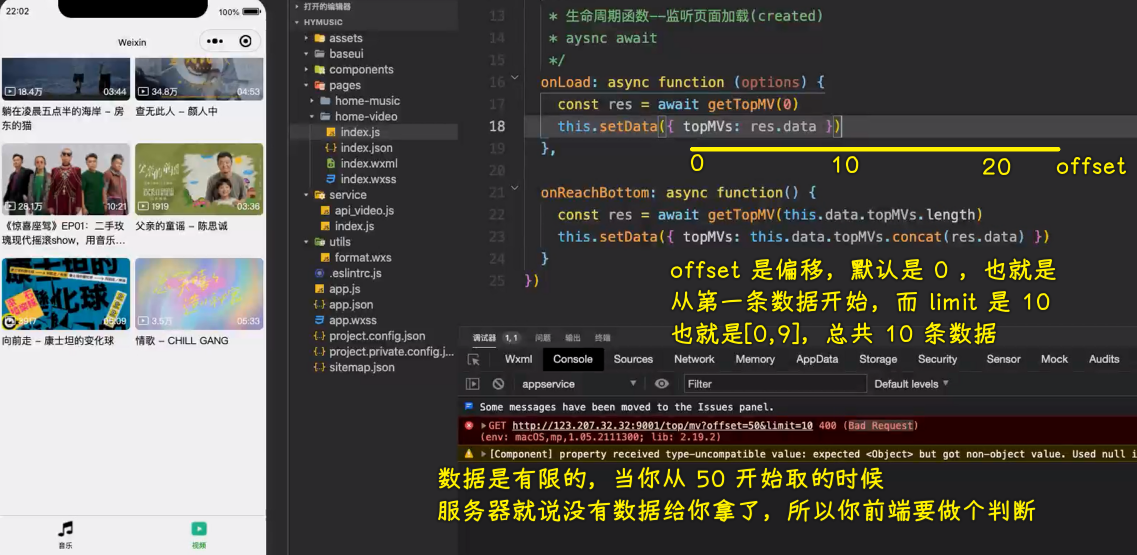 22:02
100%
Weixin
18.4万
03:44
34.8万
04:53
躺在凌晨五点半的海岸 – 房东的猫
查无此人 – 颜人中
28.1万
10:21
1919
03:36
《惊喜座驾》EP01：二手玫瑰现代摇滚show，用音乐…
父亲的童谣 – 陈思诚
05:09
3.5万
05:33
向前走 – 康士坦的变化球
情歌 – CHILL GANG
音乐
视频
打开的编辑器
HYMUSIC
assets
baseui
components
pages
home-music
home-video
index.js
index.json
index.wxml
index.wxss
service
api_video.js
index.js
utils
format.wxs
.eslintrc.js
app.js
app.json
app.wxss
project.config.json
project.private.config.j...
sitemap.json
13 * 生命周期函数--监听页面加载(created)
14 * aysnc await
15 */
16 onLoad: async function (options) {
17 const res = await getTopMV(0)
18 this.setData({ topMVs: res.data })
19 },
20
21 onReachBottom: async function() {
22 const res = await getTopMV(this.data.topMVs.length)
23 this.setData({ topMVs: this.data.topMVs.concat(res.data) })
24 }
25 })
0 10 20 offset
offset 是偏移，默认是 0 ，也就是
从第一条数据开始，而 limit 是 10
也就是[0,9]，总共 10 条数据
调试器 1, 1 问题 输出 终端
Wxml Console Sources Network Memory AppData Storage Security Sensor Mock Audits
appservice Filter Default levels
Some messages have been moved to the Issues panel.
GET http://123.207.32.32:9001/top/mv?offset=50&limit=10 400 (Bad Request)
(env: macOS,mp,1.05.2111300; lib: 2.19.2)
[Component] property received type-uncompatible value: expected <Object> but got non-object value. Used null i
数据是有限的，当你从 50 开始取的时候
服务器就说没有数据给你拿了，所以你前端要做个判断